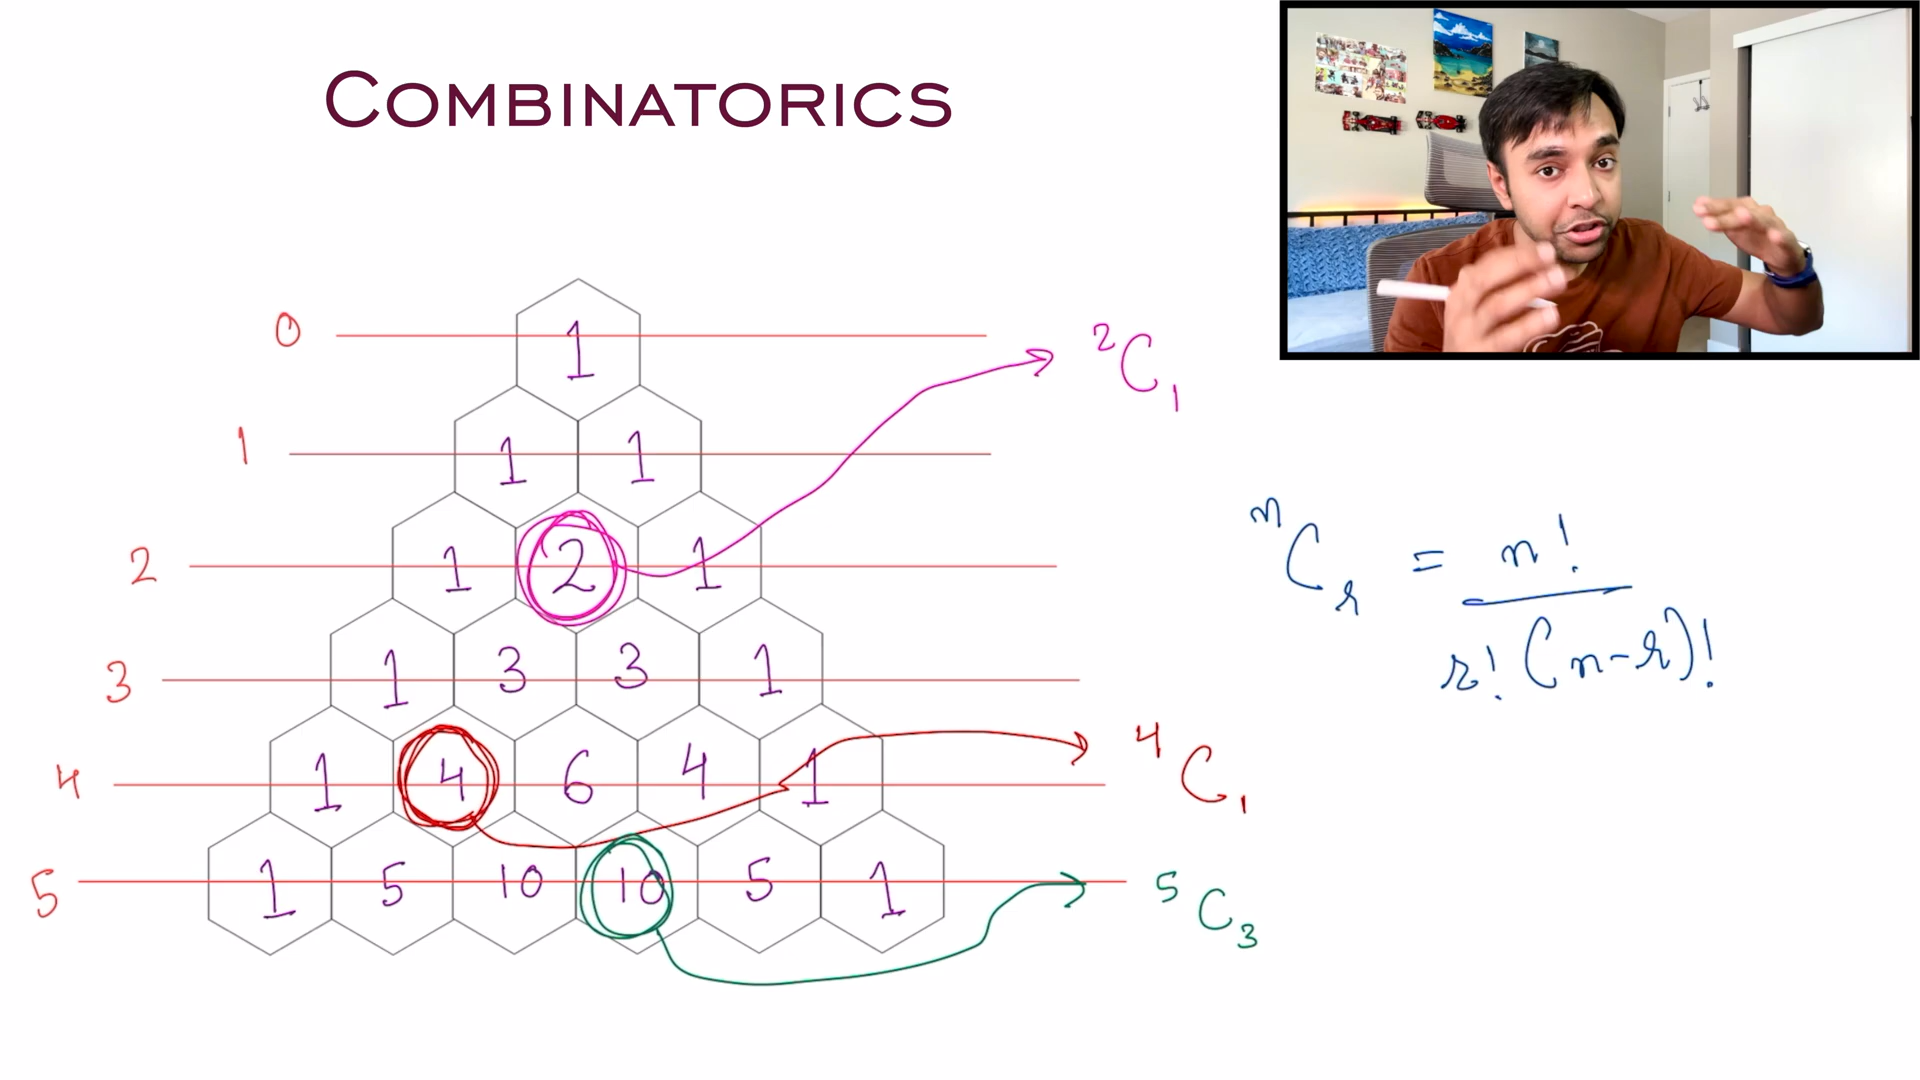 COMBINATORICS
0 1 ²C₁
1 1 1
2 1 2 1
ⁿCᵣ = n!
r! (n-r)!
3 1 3 3 1
4 1 4 6 4 1 ⁴C₁
5 1 5 10 10 5 1 ⁵C₃